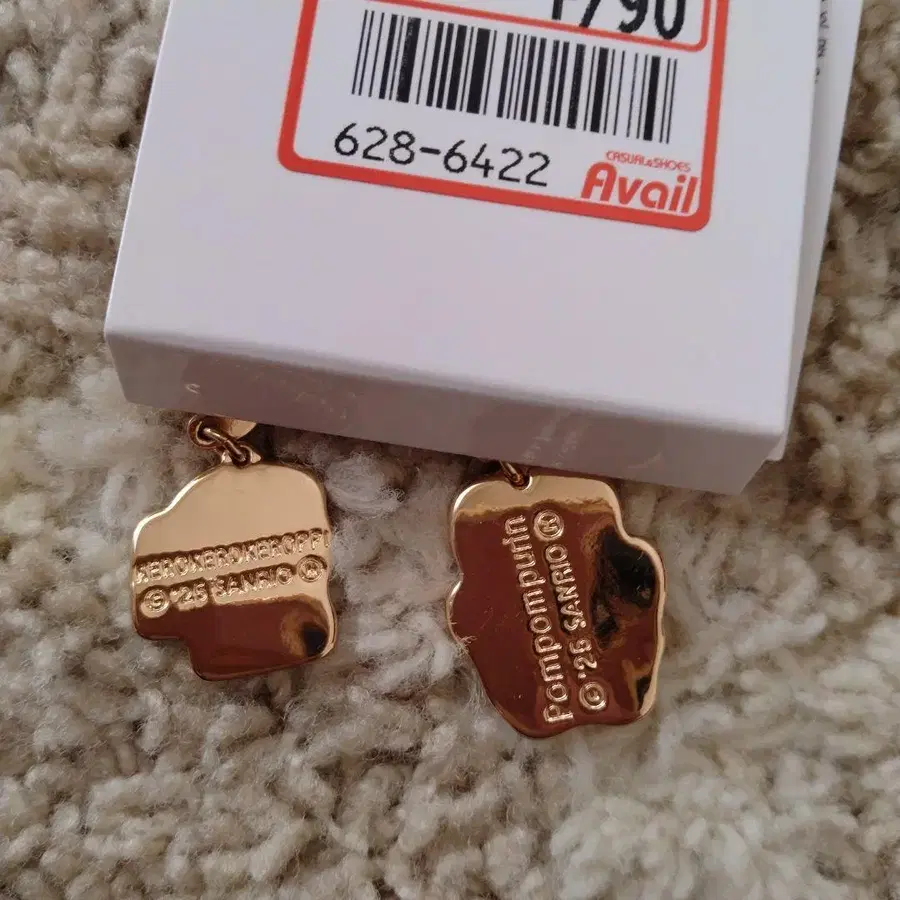 628-6422
CASUAL&SHOES
Avail
KEROKEROKEROPPI
© '25 SANRIO ®
Pompompurin
© '25 SANRIO ®